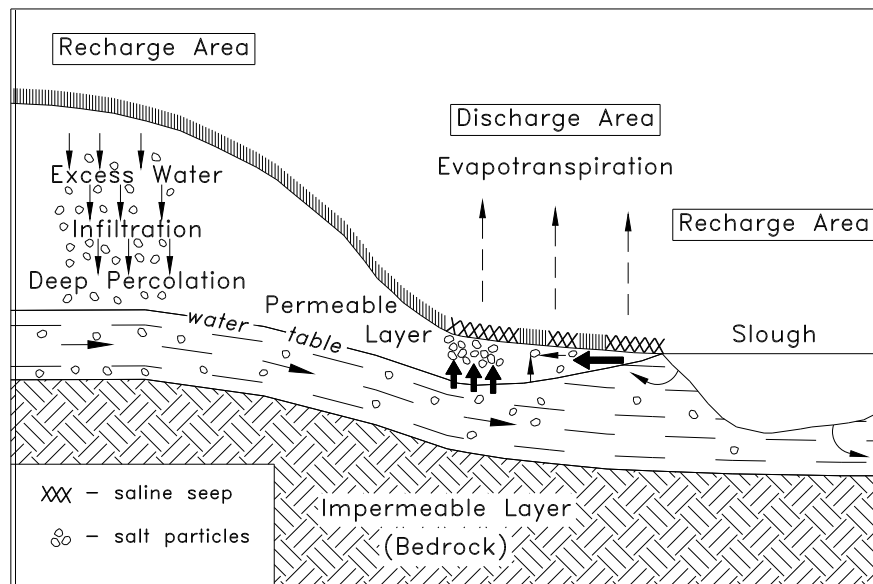 Recharge Area
Discharge Area
Evapotranspiration
Recharge Area
Excess Water
Infiltration
Deep Percolation
Permeable
Layer
water table
Slough
Impermeable Layer
(Bedrock)
XXX – saline seep
– salt particles